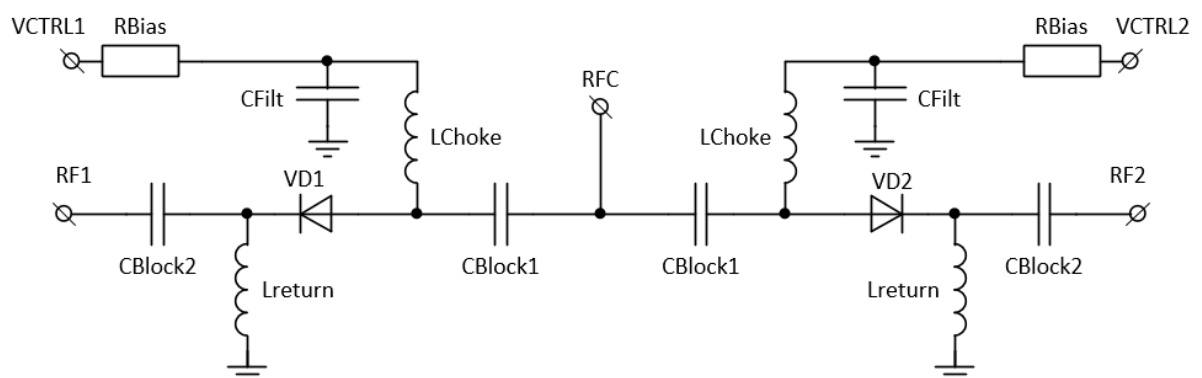 VCTRL1
RBias
RBias
VCTRL2
CFilt
RFC
CFilt
LChoke
LChoke
RF1
VD1
VD2
RF2
CBlock2
CBlock1
CBlock1
CBlock2
Lreturn
Lreturn